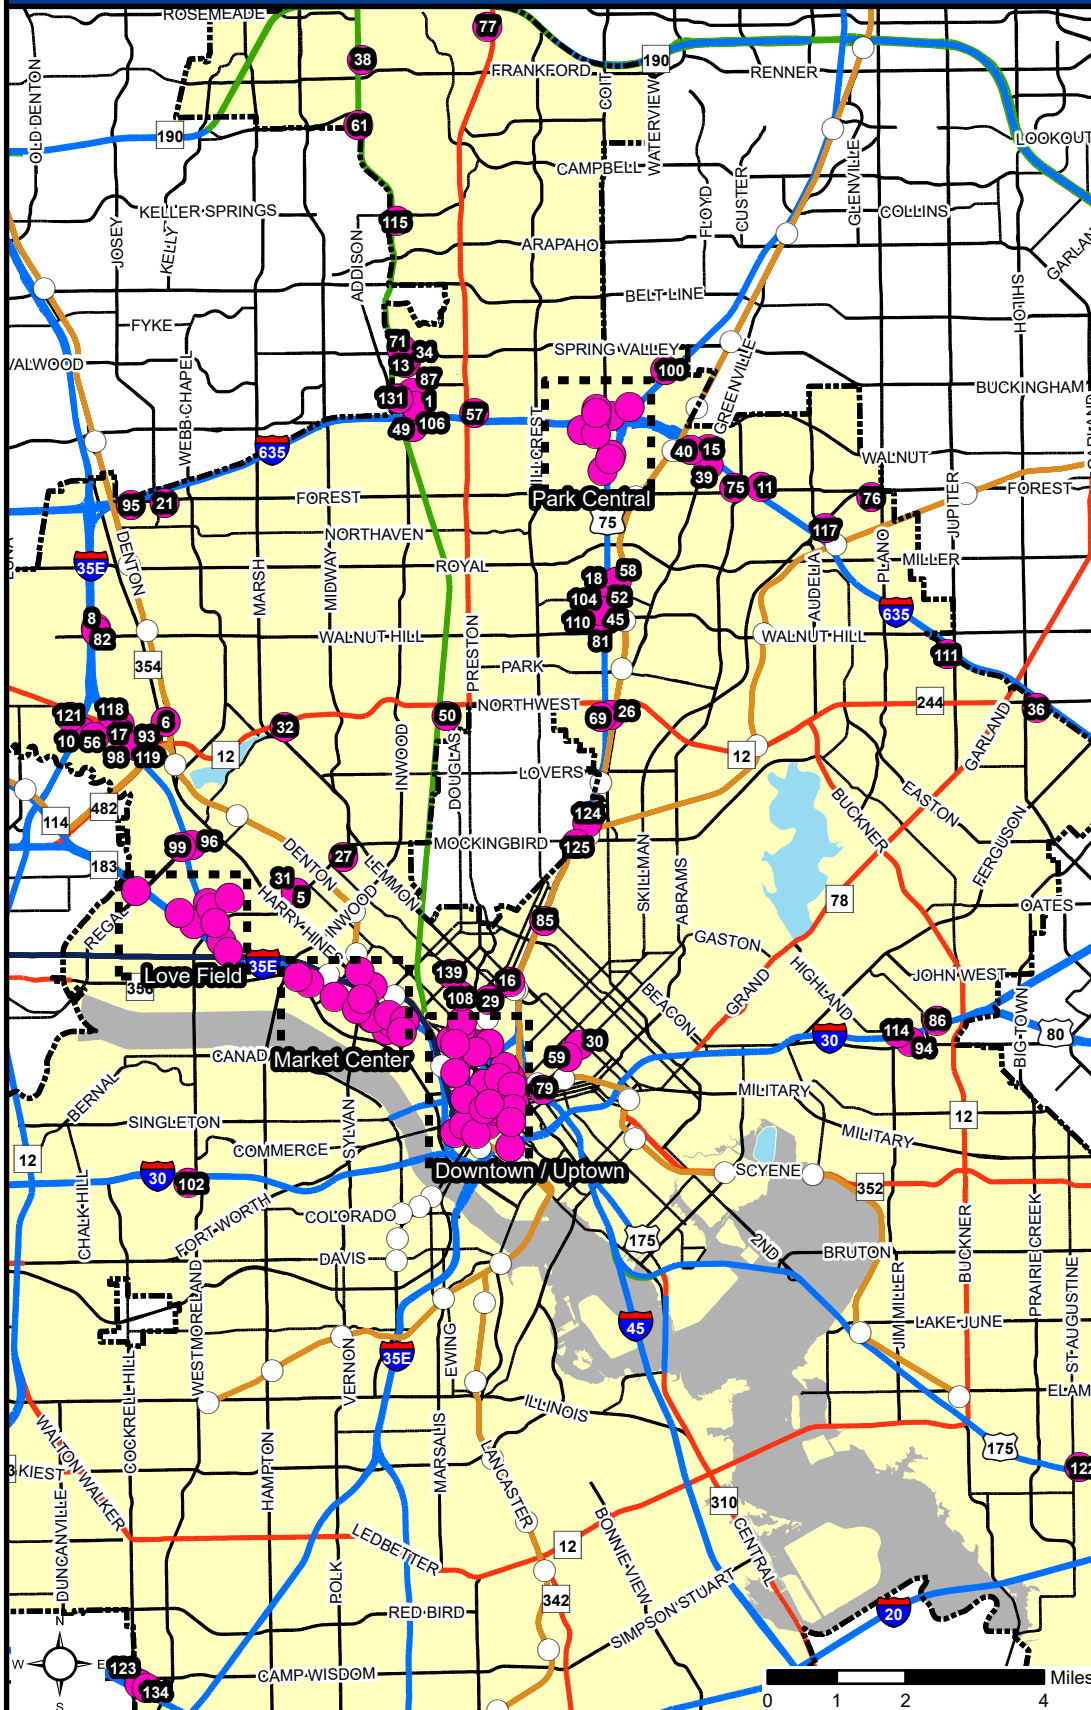 ROSEMEADE
77
38
FRANKFORD
COIT
190
RENNER
OLD DENTON
WATERVIEW
61
190
LOOKOUT
CAMPBELL
GLENVILLE
FLOYD
CUSTER
KELLER SPRINGS
COLLINS
115
JOSEY
KELLY
ARAPAHO
GARLAN
ADDISON
BELT LINE
SHILOH
FYKE
71
34
SPRING VALLEY
VALWOOD
13
100
WEBB CHAPEL
87
GREENVILLE
BUCKINGHAM
131
1
57
106
49
HILLCREST
GARLAND
635
40
15
WALNUT
39
75
11
76
FOREST
FOREST
95
21
Park Central
JUPITER
75
117
NORTHAVEN
DENTON
35E
ROYAL
MILLER
PLANO
MARSH
MIDWAY
18
58
AUDELIA
104
52
635
8
110
45
82
81
WALNUT HILL
WALNUT HILL
354
PRESTON
PARK
111
118
121
6
50
NORTHWEST
244
36
10
56
17
93
32
69
26
98
119
12
12
INWOOD
DOUGLAS
LOVERS
GARLAND
482
114
BUCKNER
EASTON
124
99
96
MOCKINGBIRD
125
183
27
DENTON
LEMMON
SKILLMAN
ABRAMS
FERGUSON
31
5
INWOOD
78
REGAL
HARRY HINES
85
OATES
Love Field
35E
GASTON
356
139
16
HIGHLAND
JOHN WEST
108
29
BEACON
GRAND
BIG TOWN
86
30
114
80
CANAD
Market Center
59
30
94
79
BERNAL
MILITARY
SYLVAN
12
SINGLETON
MILITARY
COMMERCE
12
30
102
Downtown / Uptown
SCYENE
352
CHALK HILL
FORT WORTH
COLORADO
175
2ND
DAVIS
BRUTON
BUCKNER
PRAIRIE CREEK
ST AUGUSTINE
JIM MILLER
45
LAKE JUNE
WESTMORELAND
35E
EWING
VERNON
COCKRELL HILL
ILLINOIS
ELAM
175
MARSALIS
WALTON WALKER
LANCASTER
HAMPTON
3
KIEST
122
310
DUNCANVILLE
LEDBETTER
12
BONNIE VIEW
CENTRAL
POLK
342
RED BIRD
SIMPSON STUART
20
N
W
E
S
123
CAMP WISDOM
134
Miles
0 1 2 4